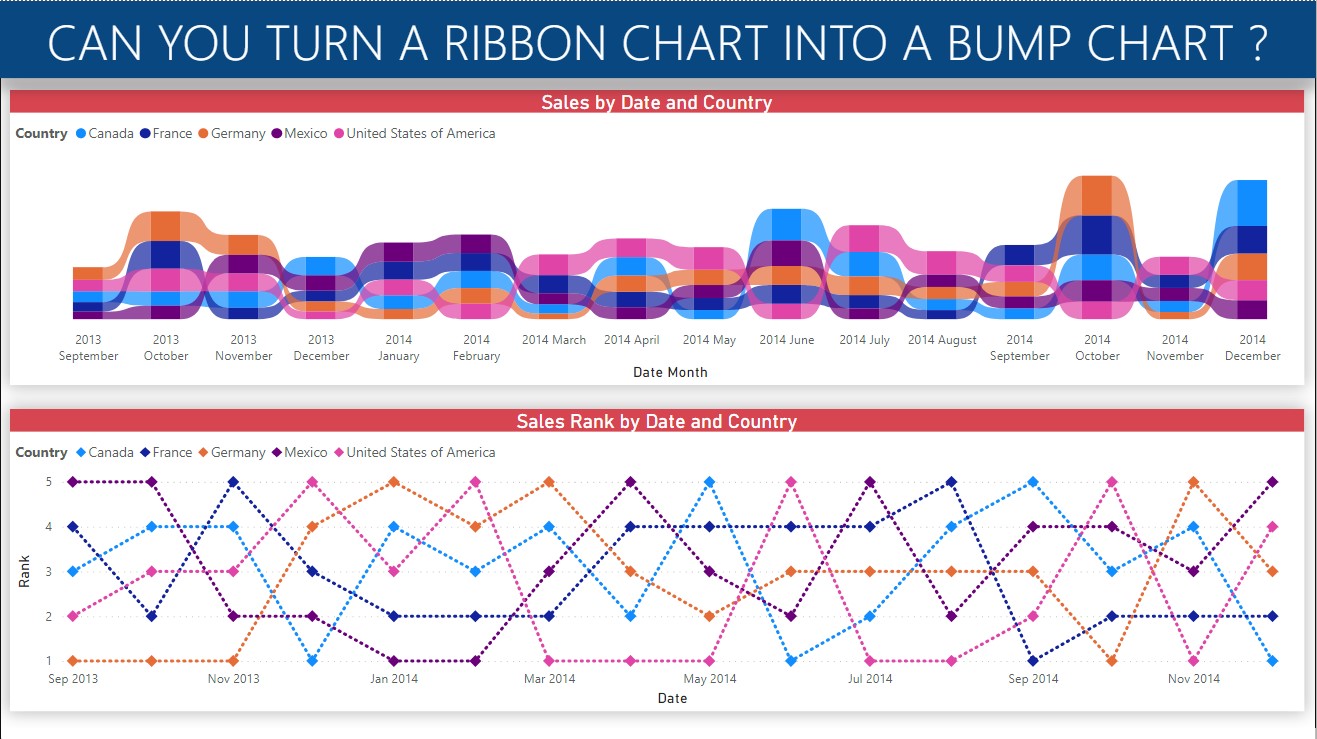 CAN YOU TURN A RIBBON CHART INTO A BUMP CHART ?
Sales by Date and Country
Country Canada France Germany Mexico United States of America
2013 September
2013 October
2013 November
2013 December
2014 January
2014 February
2014 March
2014 April
2014 May
2014 June
2014 July
2014 August
2014 September
2014 October
2014 November
2014 December
Date Month
Sales Rank by Date and Country
Country Canada France Germany Mexico United States of America
Rank
5
4
3
2
1
Sep 2013 Nov 2013 Jan 2014 Mar 2014 May 2014 Jul 2014 Sep 2014 Nov 2014
Date